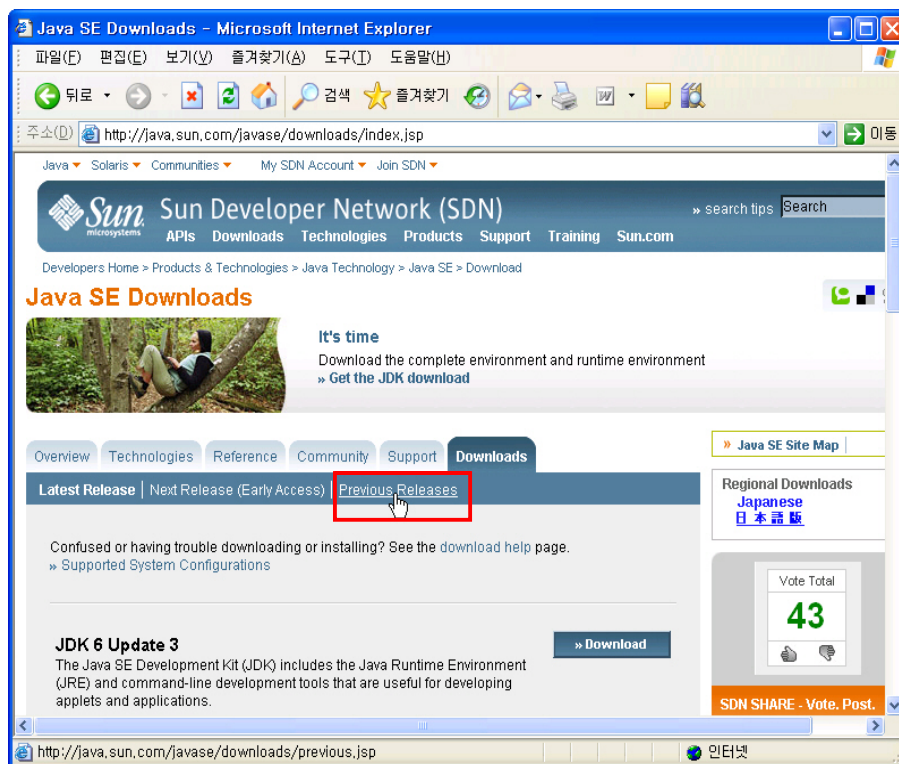 Java SE Downloads - Microsoft Internet Explorer
파일(F) 편집(E) 보기(V) 즐겨찾기(A) 도구(T) 도움말(H)
뒤로 검색 즐겨찾기
주소(D) http://java.sun.com/javase/downloads/index.jsp 이동
Java Solaris Communities My SDN Account Join SDN
Sun microsystems
Sun Developer Network (SDN)
» search tips Search
APIs Downloads Technologies Products Support Training Sun.com
Developers Home > Products & Technologies > Java Technology > Java SE > Download
Java SE Downloads
It's time
Download the complete environment and runtime environment
» Get the JDK download
Overview Technologies Reference Community Support Downloads
Latest Release | Next Release (Early Access) | Previous Releases
Confused or having trouble downloading or installing? See the download help page.
» Supported System Configurations
JDK 6 Update 3
» Download
The Java SE Development Kit (JDK) includes the Java Runtime Environment
(JRE) and command-line development tools that are useful for developing
applets and applications.
» Java SE Site Map
Regional Downloads
Japanese
日本語版
Vote Total
43
SDN SHARE - Vote. Post.
http://java.sun.com/javase/downloads/previous.jsp 인터넷